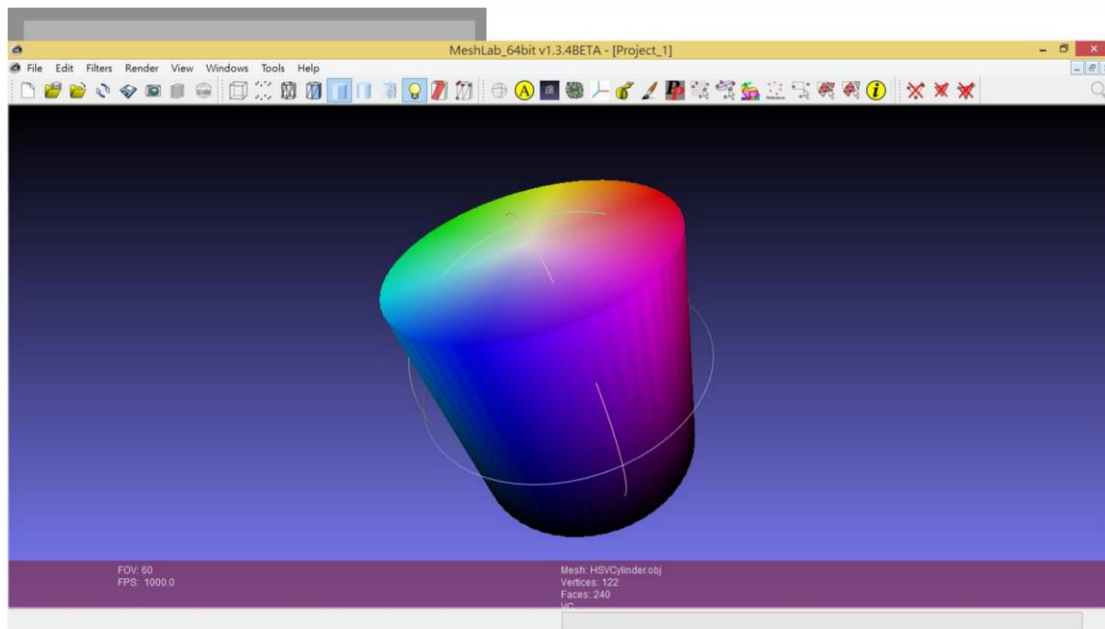 MeshLab_64bit v1.3.4BETA - [Project_1]
File Edit Filters Render View Windows Tools Help
A
i
FOV: 60
FPS: 1000.0
Mesh: HSVCylinder.obj
Vertices: 122
Faces: 240
VC